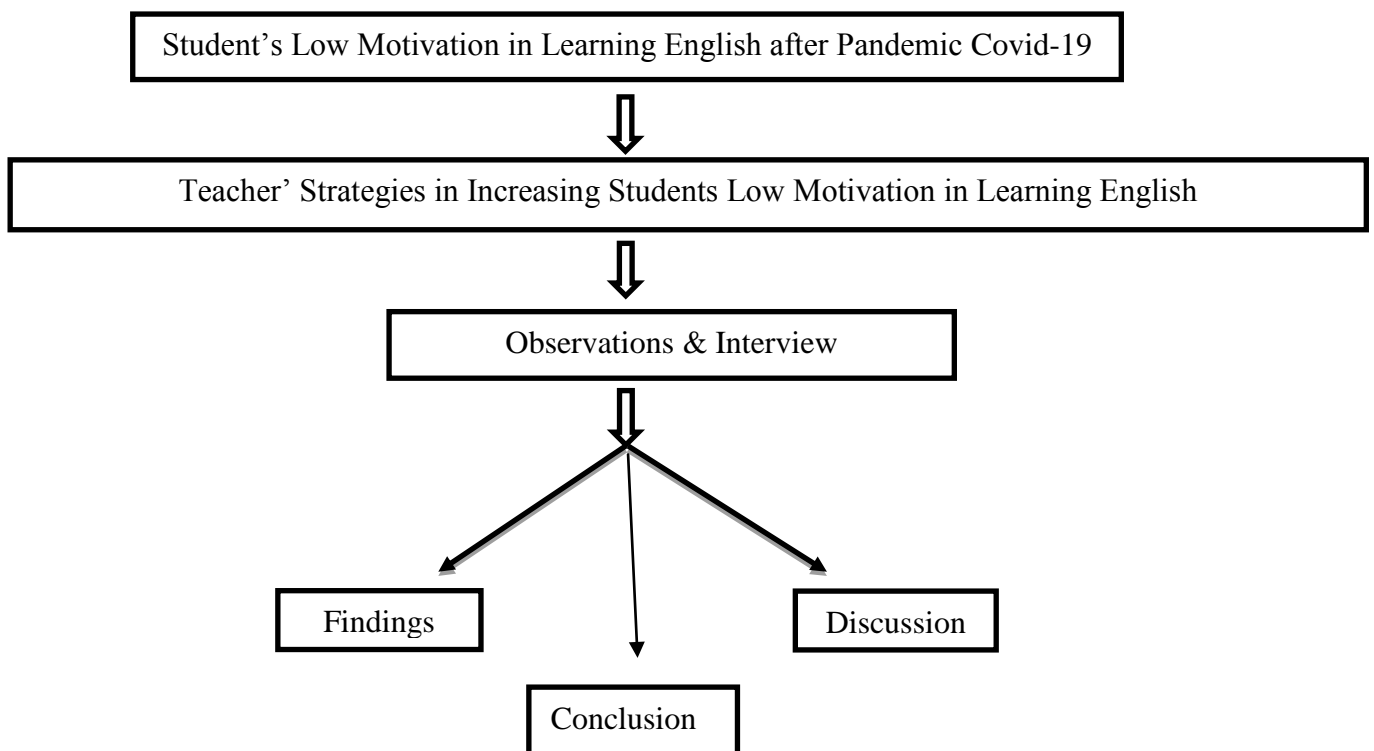 Student’s Low Motivation in Learning English after Pandemic Covid-19
Teacher’ Strategies in Increasing Students Low Motivation in Learning English
Observations & Interview
Findings
Discussion
Conclusion